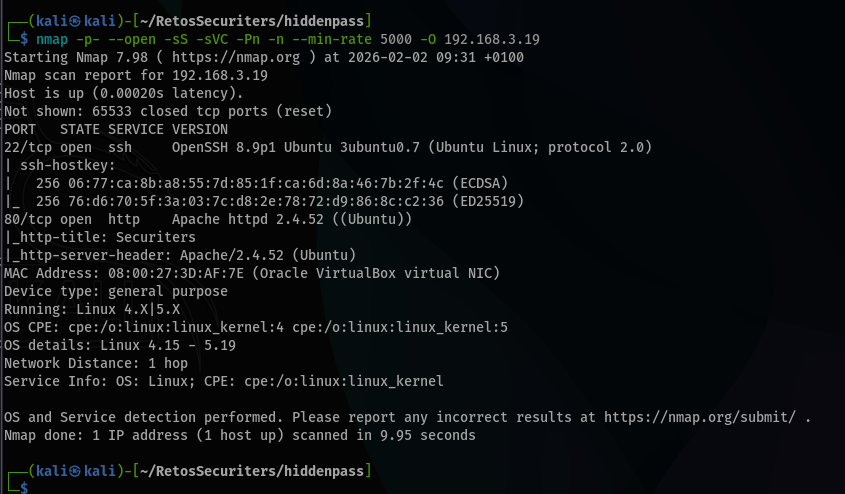 ┌──(kali㉿kali)-[~/RetosSecuriters/hiddenpass]
└─$ nmap -p- --open -sS -sVC -Pn -n --min-rate 5000 -O 192.168.3.19
Starting Nmap 7.98 ( https://nmap.org ) at 2026-02-02 09:31 +0100
Nmap scan report for 192.168.3.19
Host is up (0.00020s latency).
Not shown: 65533 closed tcp ports (reset)
PORT   STATE SERVICE VERSION
22/tcp open  ssh     OpenSSH 8.9p1 Ubuntu 3ubuntu0.7 (Ubuntu Linux; protocol 2.0)
| ssh-hostkey:
|   256 06:77:ca:8b:a8:55:7d:85:1f:ca:6d:8a:46:7b:2f:4c (ECDSA)
|_  256 76:d6:70:5f:3a:03:7c:d8:2e:78:72:d9:86:8c:c2:36 (ED25519)
80/tcp open  http    Apache httpd 2.4.52 ((Ubuntu))
|_http-title: Securiters
|_http-server-header: Apache/2.4.52 (Ubuntu)
MAC Address: 08:00:27:3D:AF:7E (Oracle VirtualBox virtual NIC)
Device type: general purpose
Running: Linux 4.X|5.X
OS CPE: cpe:/o:linux:linux_kernel:4 cpe:/o:linux:linux_kernel:5
OS details: Linux 4.15 - 5.19
Network Distance: 1 hop
Service Info: OS: Linux; CPE: cpe:/o:linux:linux_kernel
OS and Service detection performed. Please report any incorrect results at https://nmap.org/submit/ .
Nmap done: 1 IP address (1 host up) scanned in 9.95 seconds
┌──(kali㉿kali)-[~/RetosSecuriters/hiddenpass]
└─$